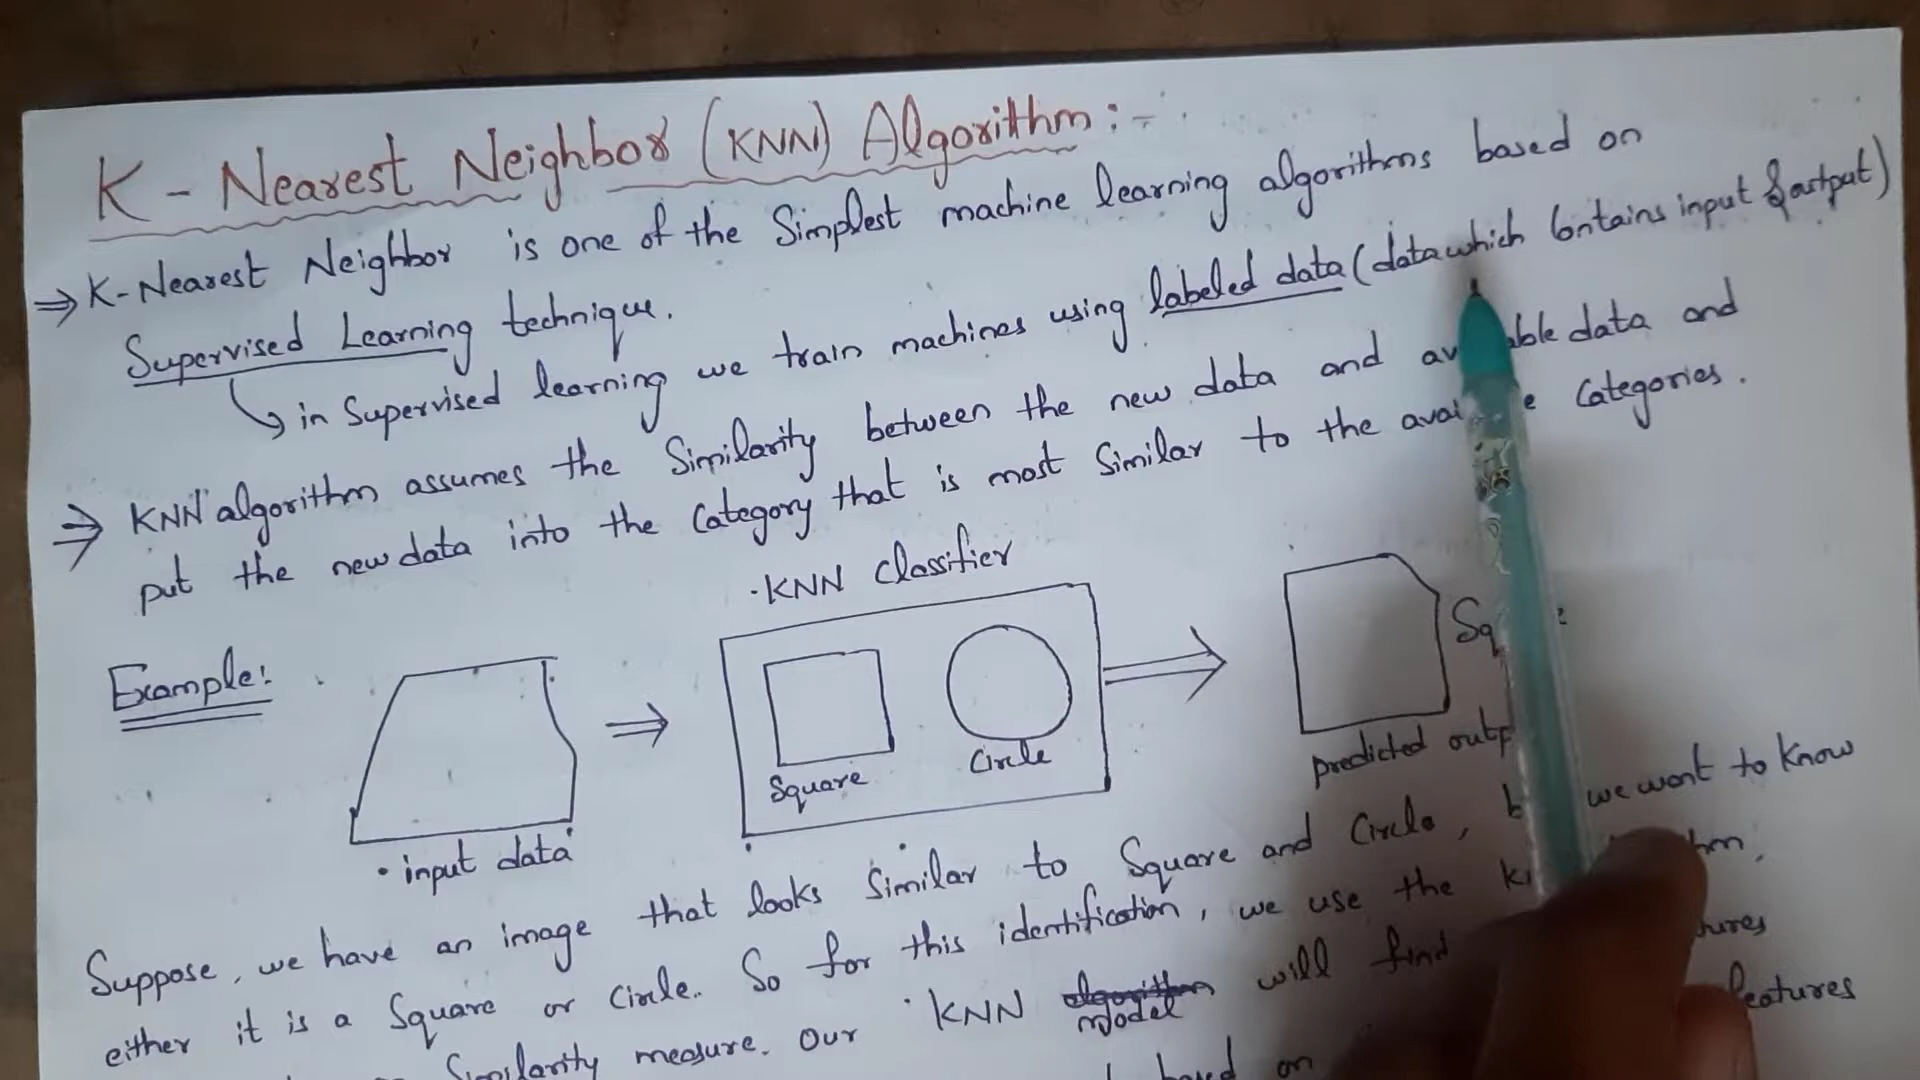 K - Nearest Neighbor (KNN) Algorithm :-
⇒ K-Nearest Neighbor is one of the Simplest machine learning algorithms based on
Supervised Learning technique.
in Supervised learning we train machines using labeled data (data which Contains input & output)
⇒ KNN algorithm assumes the Similarity between the new data and data and
put the new data into the Category that is most Similar to the Categories.
KNN Classifier
Example:
Square
Circle
predicted
input data
Suppose, we have an image that looks Similar to Square and Circle, we want to know
either it is a Square or Circle. So for this identification, we use the
Similarity measure. Our KNN model will find
features
based on